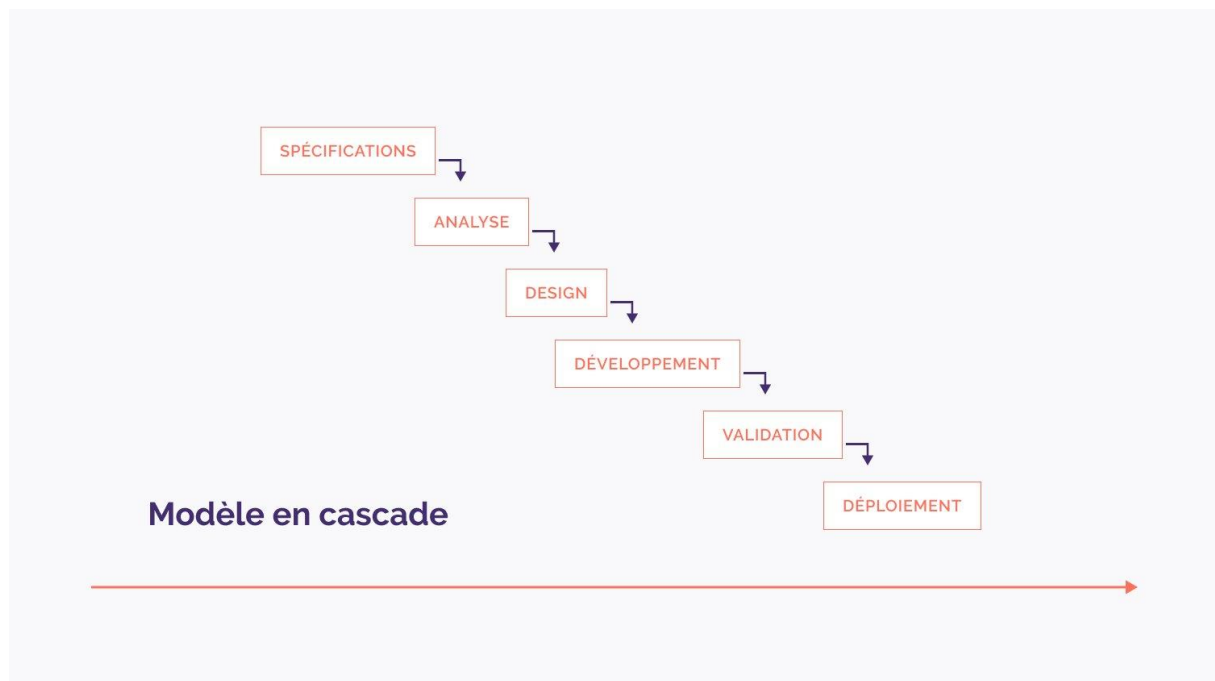 SPÉCIFICATIONS
ANALYSE
DESIGN
DÉVELOPPEMENT
VALIDATION
DÉPLOIEMENT
Modèle en cascade